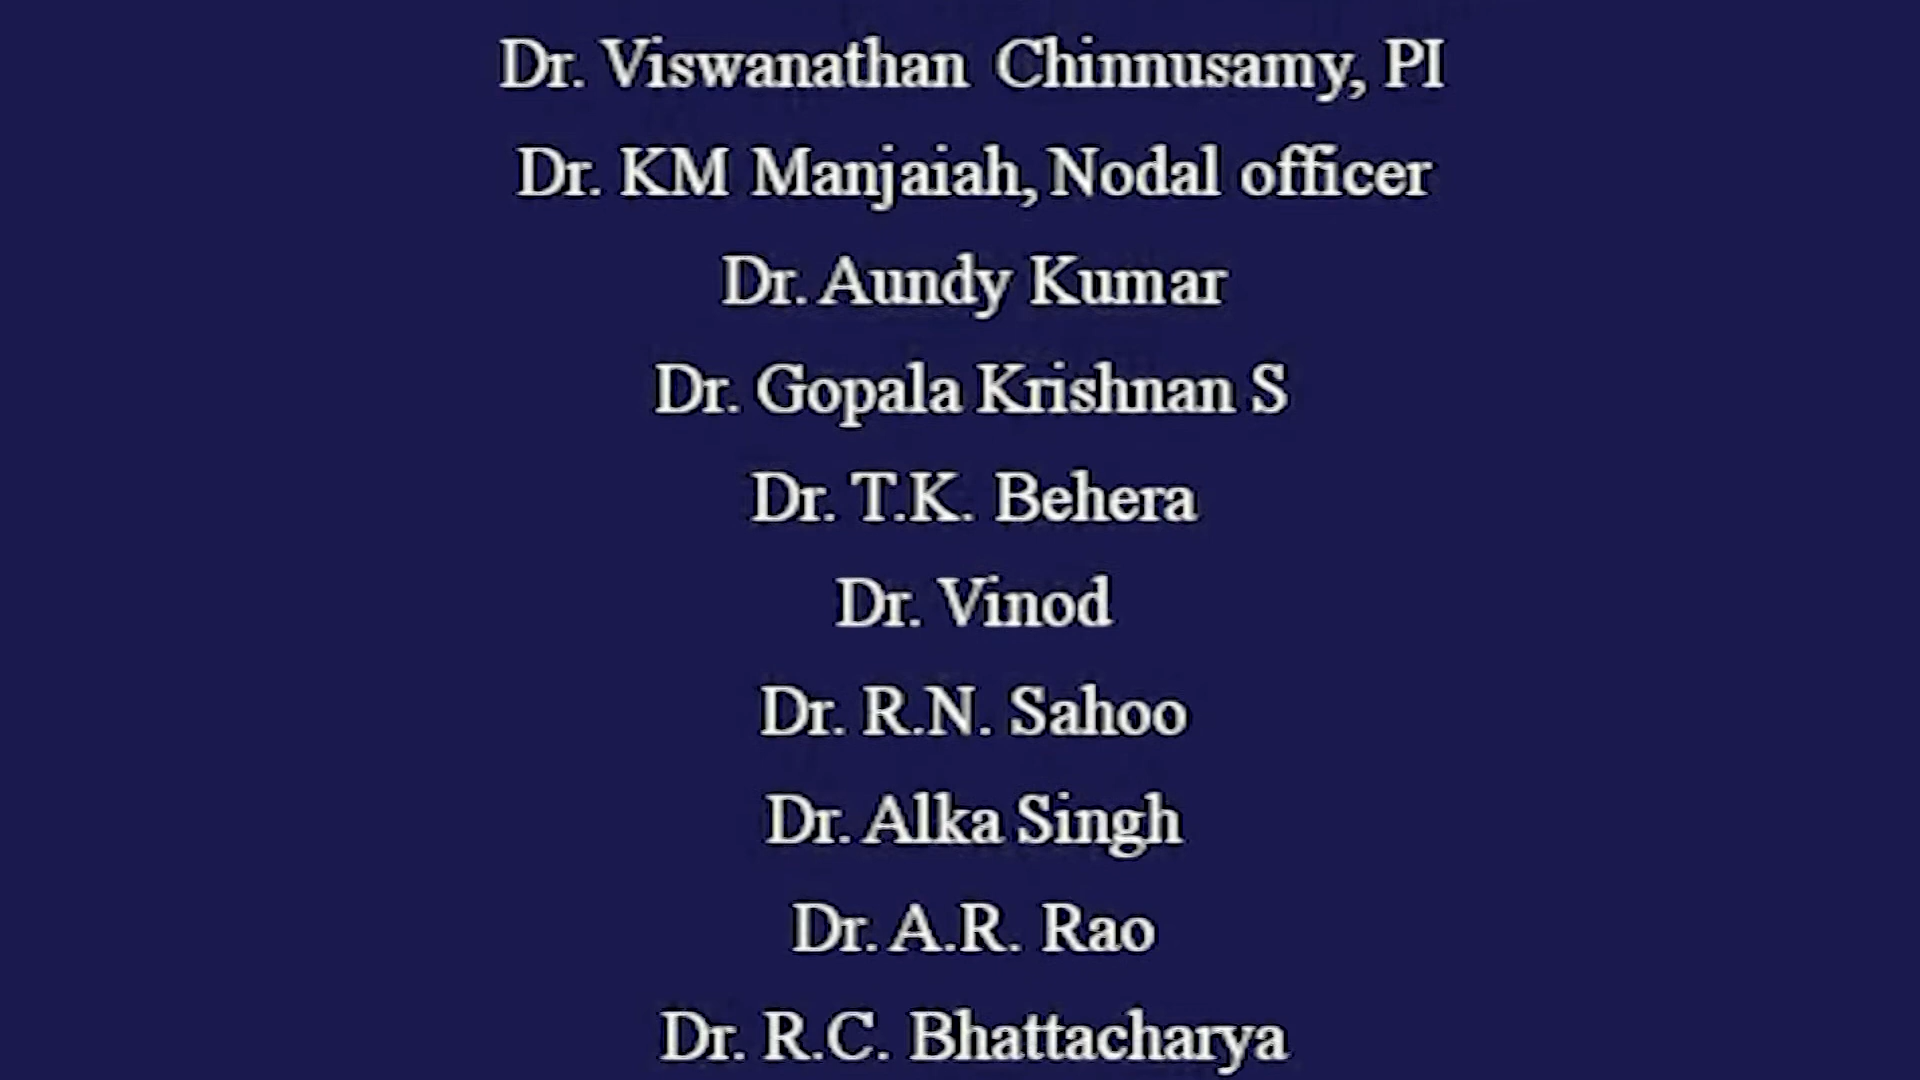 Dr. Viswanathan Chinnusamy, PI
Dr. KM Manjaiah, Nodal officer
Dr. Aundy Kumar
Dr. Gopala Krishnan S
Dr. T.K. Behera
Dr. Vinod
Dr. R.N. Sahoo
Dr. Alka Singh
Dr. A.R. Rao
Dr. R.C. Bhattacharya